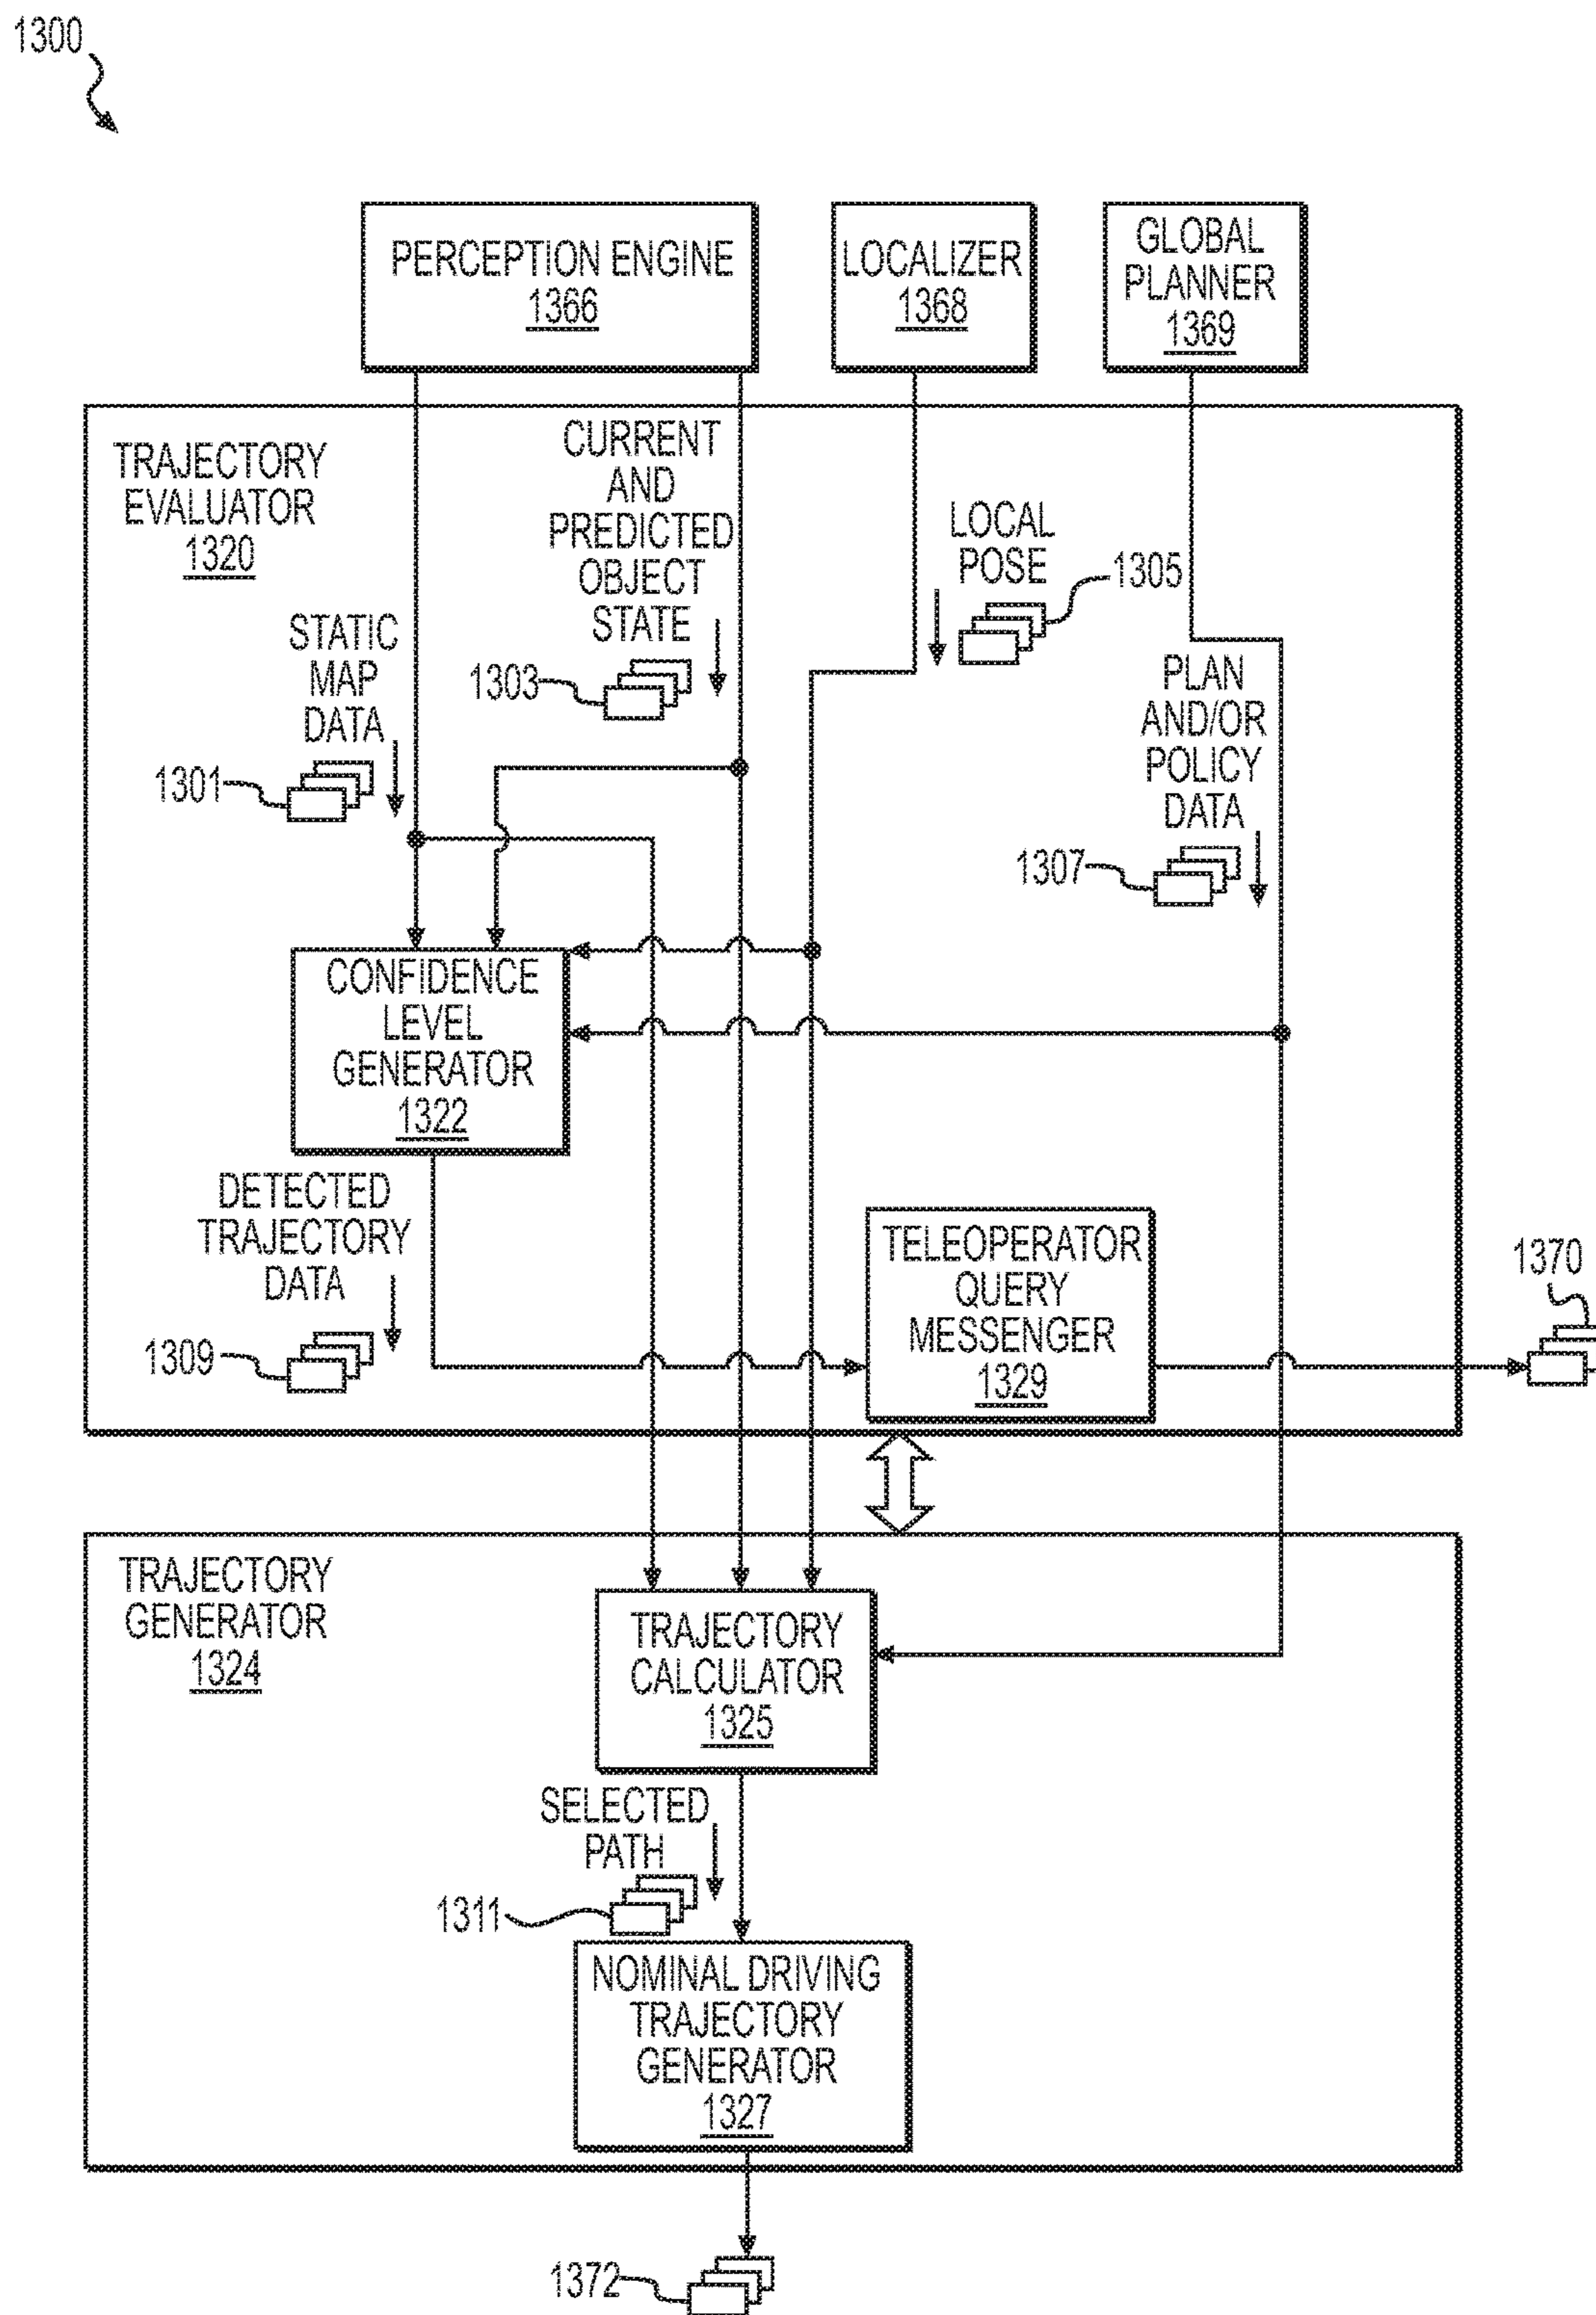 1300
PERCEPTION ENGINE
1366
LOCALIZER
1368
GLOBAL
PLANNER
1369
TRAJECTORY
EVALUATOR
1320
CURRENT
AND
PREDICTED
OBJECT
STATE
1303
LOCAL
POSE
1305
STATIC
MAP
DATA
1301
PLAN
AND/OR
POLICY
DATA
1307
CONFIDENCE
LEVEL
GENERATOR
1322
DETECTED
TRAJECTORY
DATA
1309
TELEOPERATOR
QUERY
MESSENGER
1329
1370
TRAJECTORY
GENERATOR
1324
TRAJECTORY
CALCULATOR
1325
SELECTED
PATH
1311
NOMINAL DRIVING
TRAJECTORY
GENERATOR
1327
1372